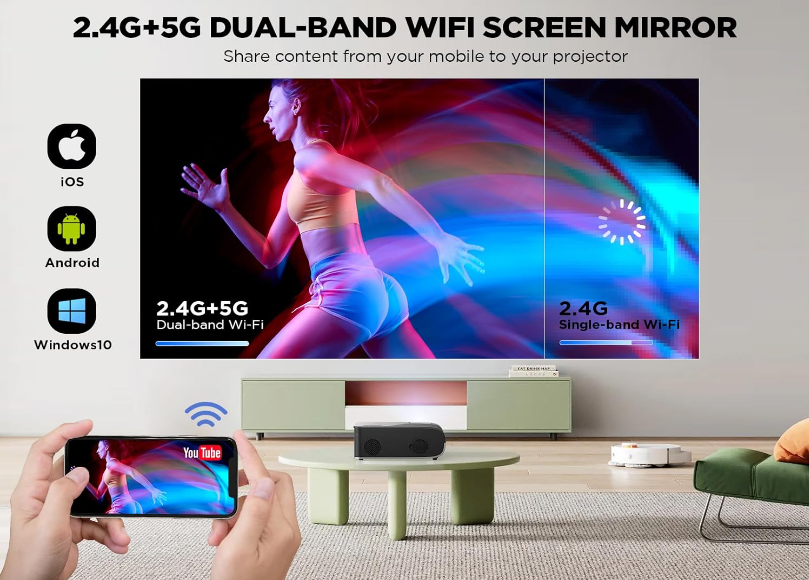 2.4G+5G DUAL-BAND WIFI SCREEN MIRROR
Share content from your mobile to your projector
iOS
Android
Windows10
2.4G+5G
Dual-band Wi-Fi
2.4G
Single-band Wi-Fi
YouTube